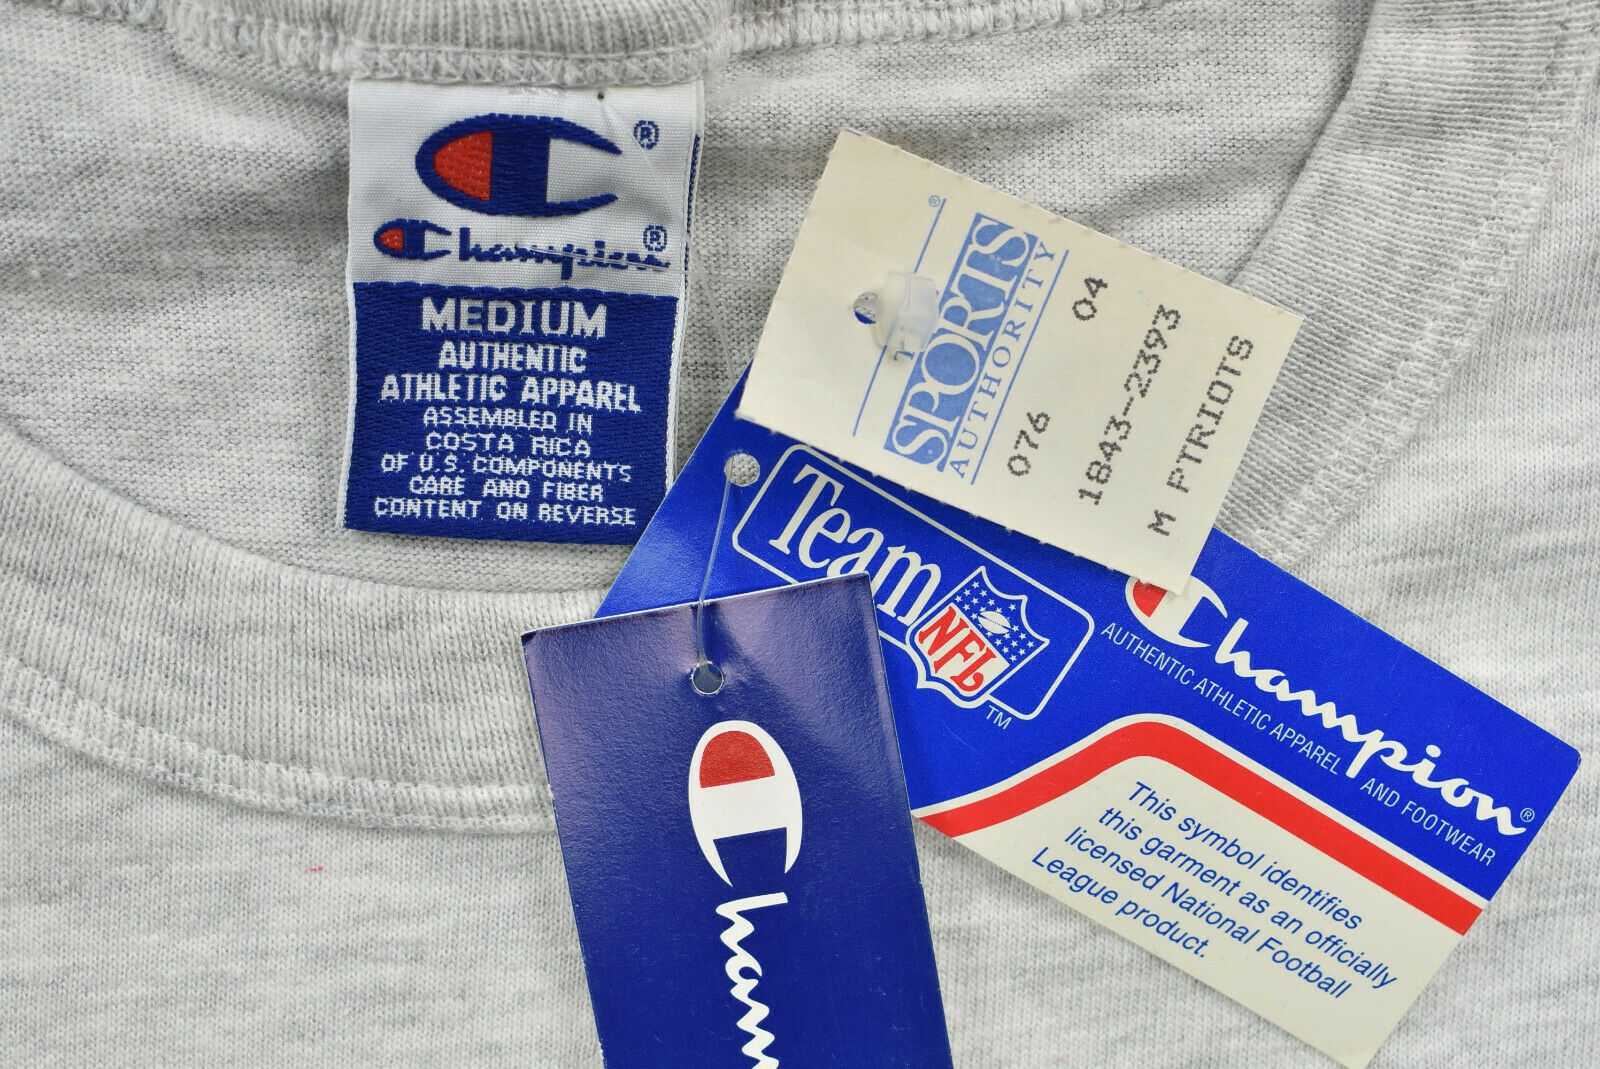 ®
Champion®
MEDIUM
AUTHENTIC
ATHLETIC APPAREL
ASSEMBLED IN
COSTA RICA
OF U.S. COMPONENTS
CARE AND FIBER
CONTENT ON REVERSE
®
SPORTS
AUTHORITY
076 04
1843-2393
M PTRIOTS
Team
NFL
TM
Champion®
AUTHENTIC ATHLETIC APPAREL AND FOOTWEAR
This symbol identifies
this garment as an officially
licensed National Football
League product.
Cham